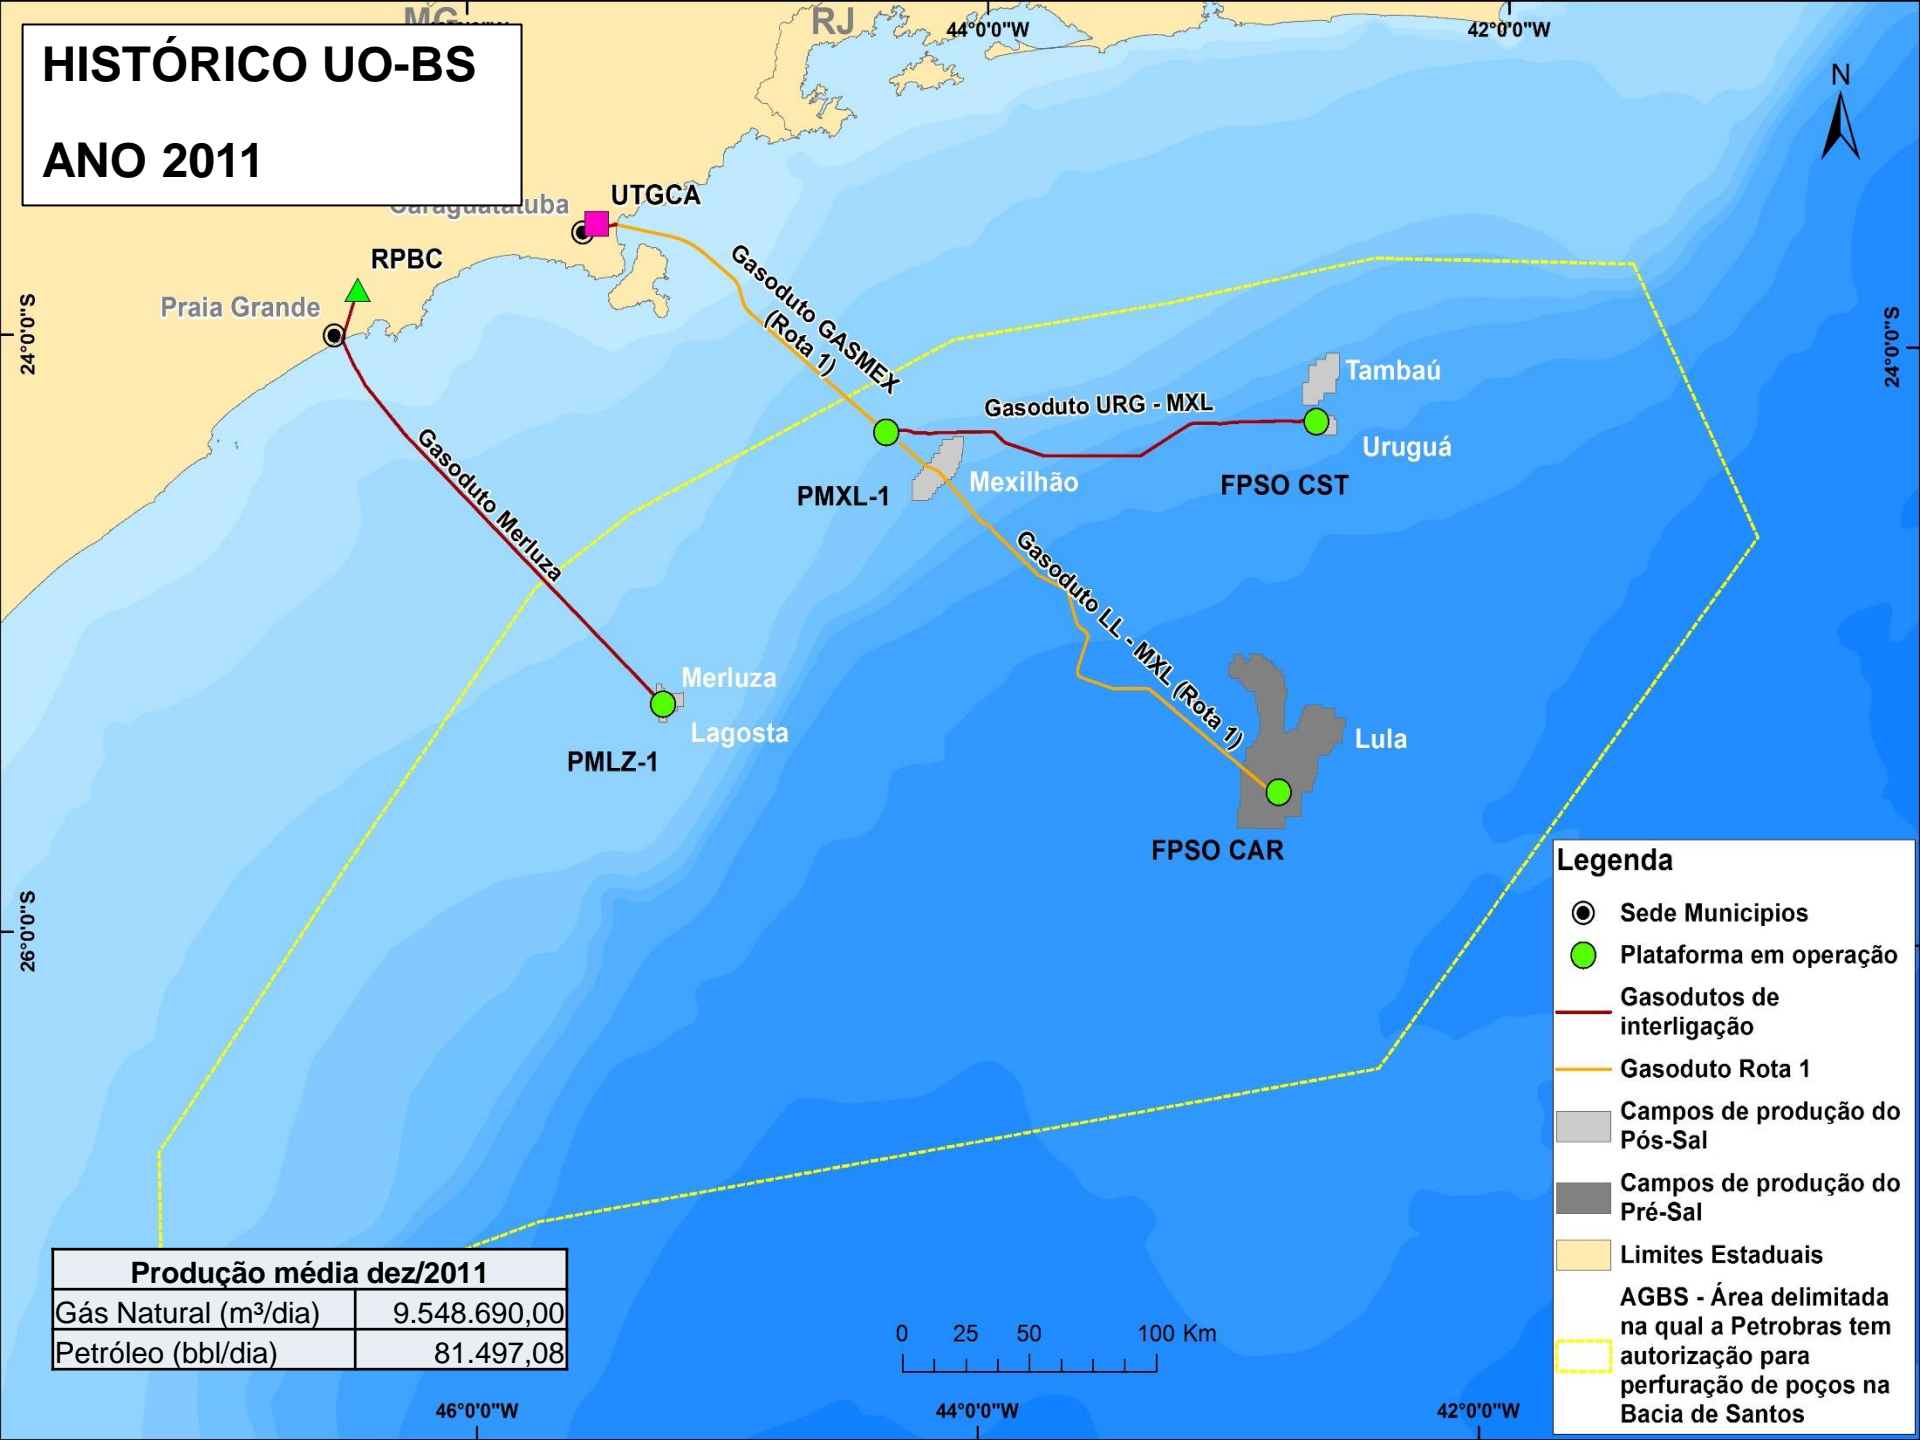 MG
RJ
44°0'0"W
42°0'0"W
HISTÓRICO UO-BS
ANO 2011
N
Caraguatatuba
UTGCA
RPBC
Praia Grande
24°0'0"S
24°0'0"S
Gasoduto GASMEX
(Rota 1)
Tambaú
Gasoduto URG - MXL
Uruguá
FPSO CST
Mexilhão
PMXL-1
Gasoduto Merluza
Gasoduto LL - MXL (Rota 1)
Merluza
Lagosta
PMLZ-1
Lula
FPSO CAR
26°0'0"S
Legenda
Sede Municipios
Plataforma em operação
Gasodutos de
interligação
Gasoduto Rota 1
Campos de produção do
Pós-Sal
Campos de produção do
Pré-Sal
Limites Estaduais
AGBS - Área delimitada
na qual a Petrobras tem
autorização para
perfuração de poços na
Bacia de Santos
Produção média dez/2011
Gás Natural (m³/dia) 9.548.690,00
Petróleo (bbl/dia) 81.497,08
0 25 50 100 Km
46°0'0"W
44°0'0"W
42°0'0"W